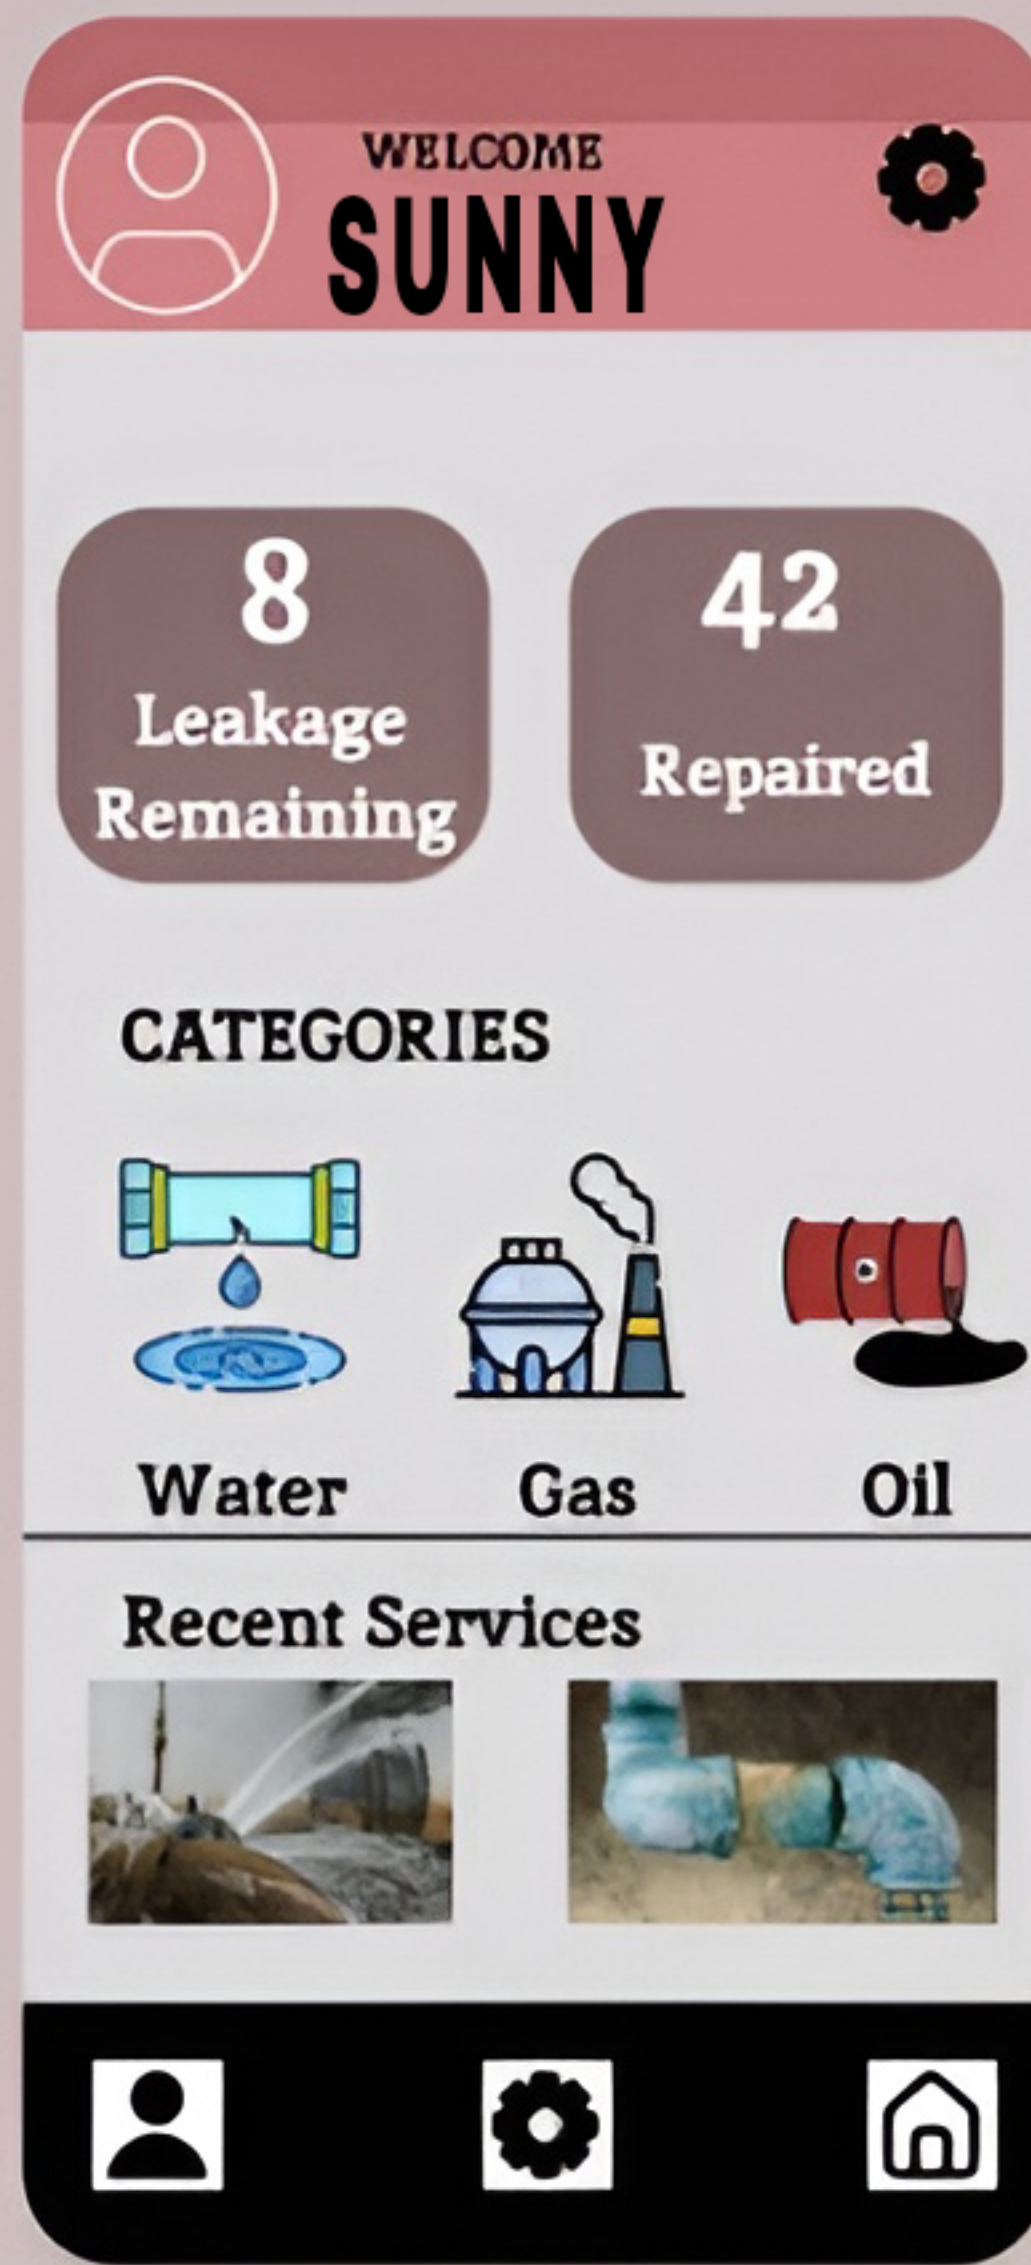 WELCOME
SUNNY
8
Leakage
Remaining
42
Repaired
CATEGORIES
Water
Gas
Oil
Recent Services